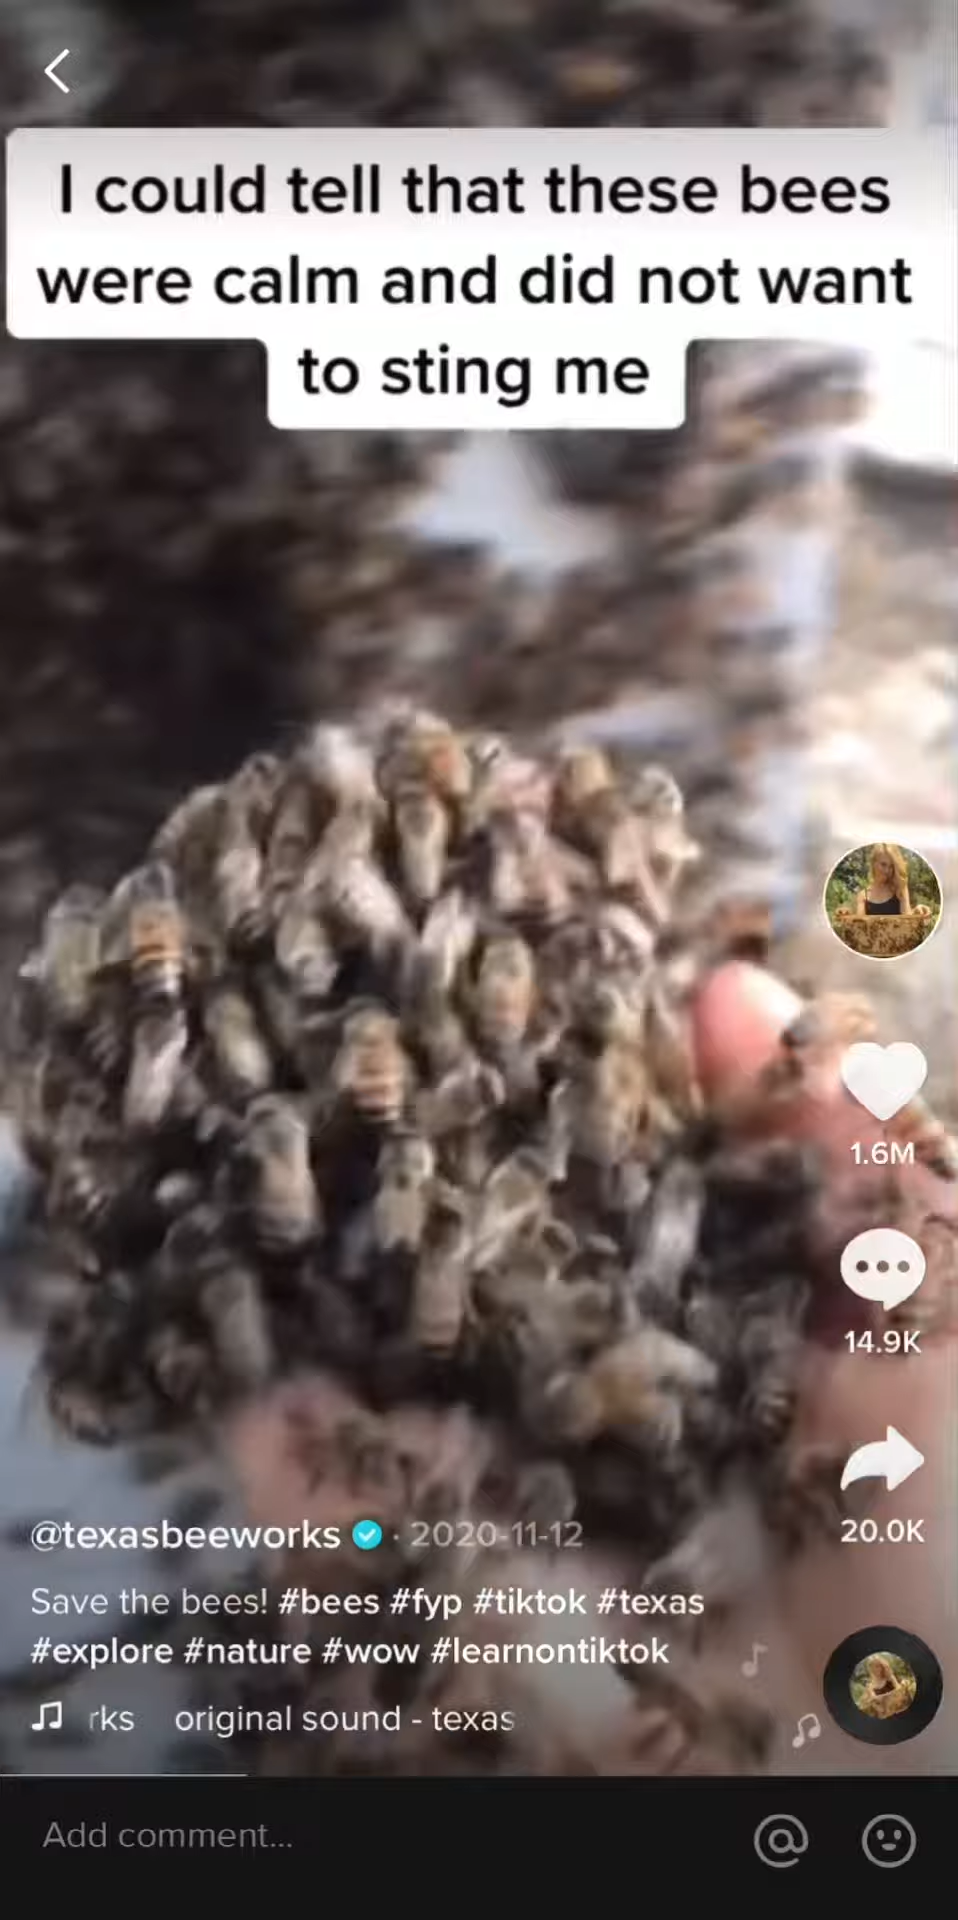 I could tell that these bees
were calm and did not want
to sting me
1.6M
14.9K
20.0K
@texasbeeworks · 2020-11-12
Save the bees! #bees #fyp #tiktok #texas
#explore #nature #wow #learnontiktok
rks original sound - texas
Add comment...